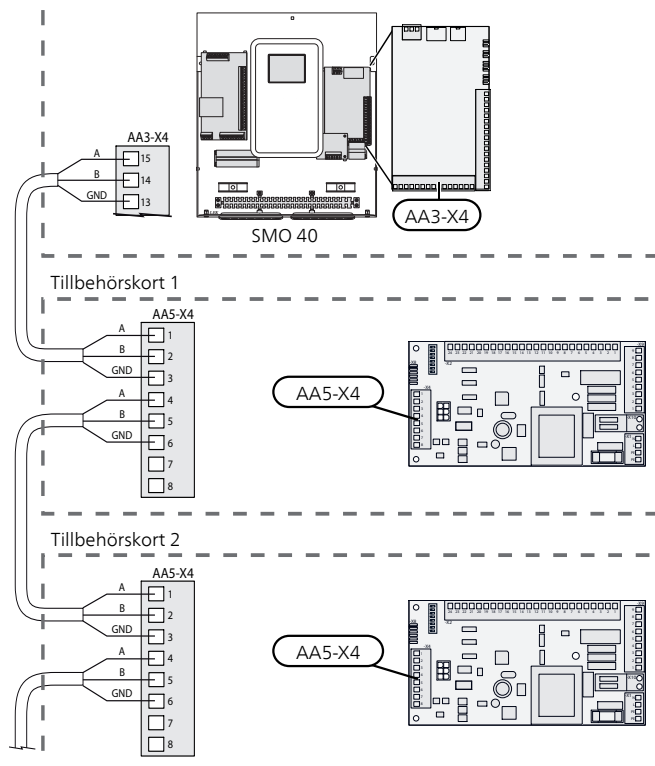 AA3-X4
A
15
B
14
GND
13
SMO 40
AA3-X4
Tillbehörskort 1
AA5-X4
A
1
B
2
GND
3
A
4
B
5
GND
6
7
8
AA5-X4
Tillbehörskort 2
AA5-X4
A
1
B
2
GND
3
A
4
B
5
GND
6
7
8
AA5-X4